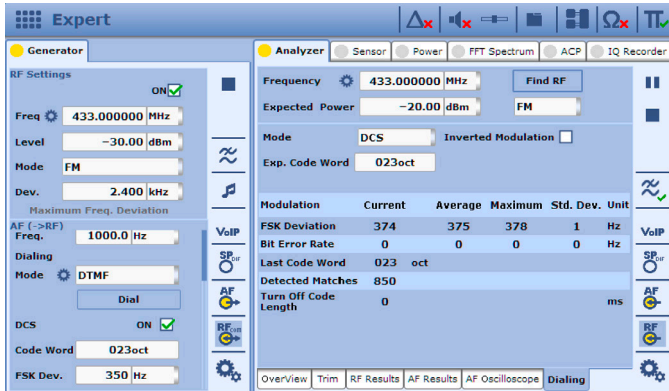 Expert
Generator
RF Settings
ON
Freq 433.000000 MHz
Level -30.00 dBm
Mode FM
Dev. 2.400 kHz
Maximum Freq. Deviation
AF (->RF)
Freq. 1000.0 Hz
Dialing
Mode DTMF
Dial
DCS ON
Code Word 023oct
FSK Dev. 350 Hz
VoIP
SPDIF
AF
RFcom
Analyzer Sensor Power FFT Spectrum ACP IQ Recorder
Frequency 433.000000 MHz Find RF
Expected Power -20.00 dBm FM
Mode DCS Inverted Modulation
Exp. Code Word 023oct
Modulation Current Average Maximum Std. Dev. Unit
FSK Deviation 374 375 378 1 Hz
Bit Error Rate 0 0 0 0 Hz
Last Code Word 023 oct
Detected Matches 850
Turn Off Code
Length 0 ms
OverView Trim RF Results AF Results AF Oscilloscope Dialing
VoIP
SPDIF
AF
RF